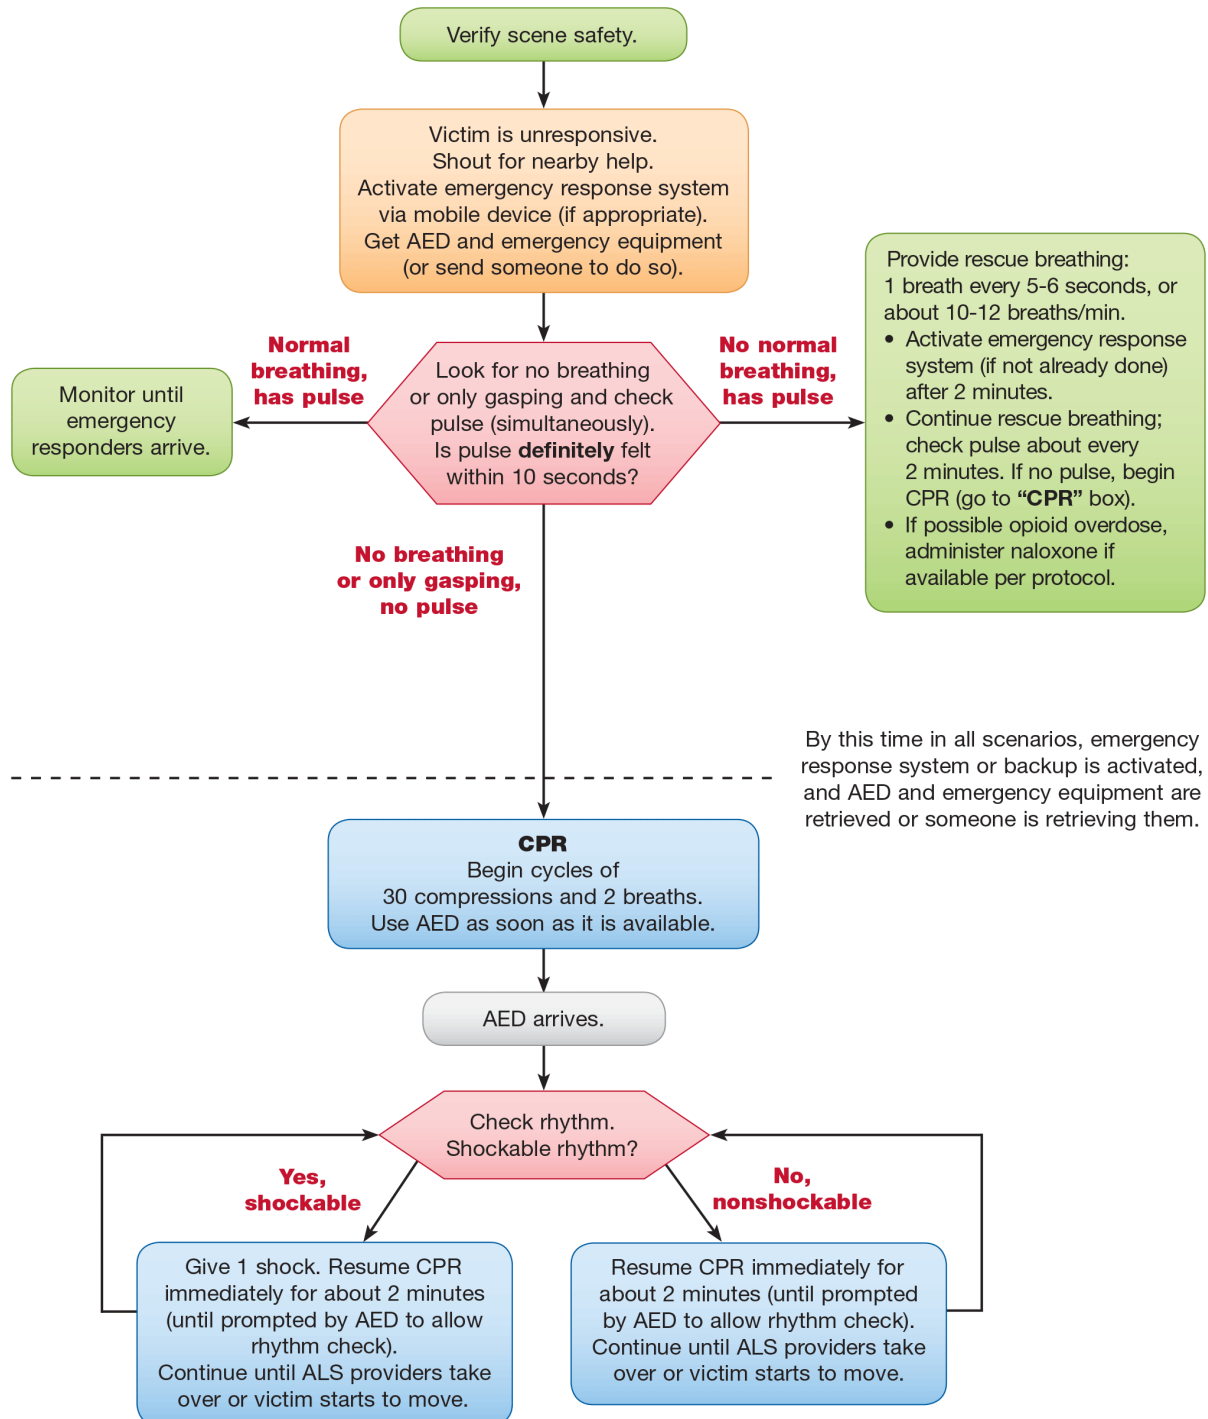 Verify scene safety.
Victim is unresponsive.
Shout for nearby help.
Activate emergency response system
via mobile device (if appropriate).
Get AED and emergency equipment
(or send someone to do so).
Normal
breathing,
has pulse
Monitor until
emergency
responders arrive.
Look for no breathing
or only gasping and check
pulse (simultaneously).
Is pulse definitely felt
within 10 seconds?
No normal
breathing,
has pulse
Provide rescue breathing:
1 breath every 5-6 seconds, or
about 10-12 breaths/min.
• Activate emergency response
system (if not already done)
after 2 minutes.
• Continue rescue breathing;
check pulse about every
2 minutes. If no pulse, begin
CPR (go to “CPR” box).
• If possible opioid overdose,
administer naloxone if
available per protocol.
No breathing
or only gasping,
no pulse
By this time in all scenarios, emergency
response system or backup is activated,
and AED and emergency equipment are
retrieved or someone is retrieving them.
CPR
Begin cycles of
30 compressions and 2 breaths.
Use AED as soon as it is available.
AED arrives.
Check rhythm.
Shockable rhythm?
Yes,
shockable
No,
nonshockable
Give 1 shock. Resume CPR
immediately for about 2 minutes
(until prompted by AED to allow
rhythm check).
Continue until ALS providers take
over or victim starts to move.
Resume CPR immediately for
about 2 minutes (until prompted
by AED to allow rhythm check).
Continue until ALS providers take
over or victim starts to move.